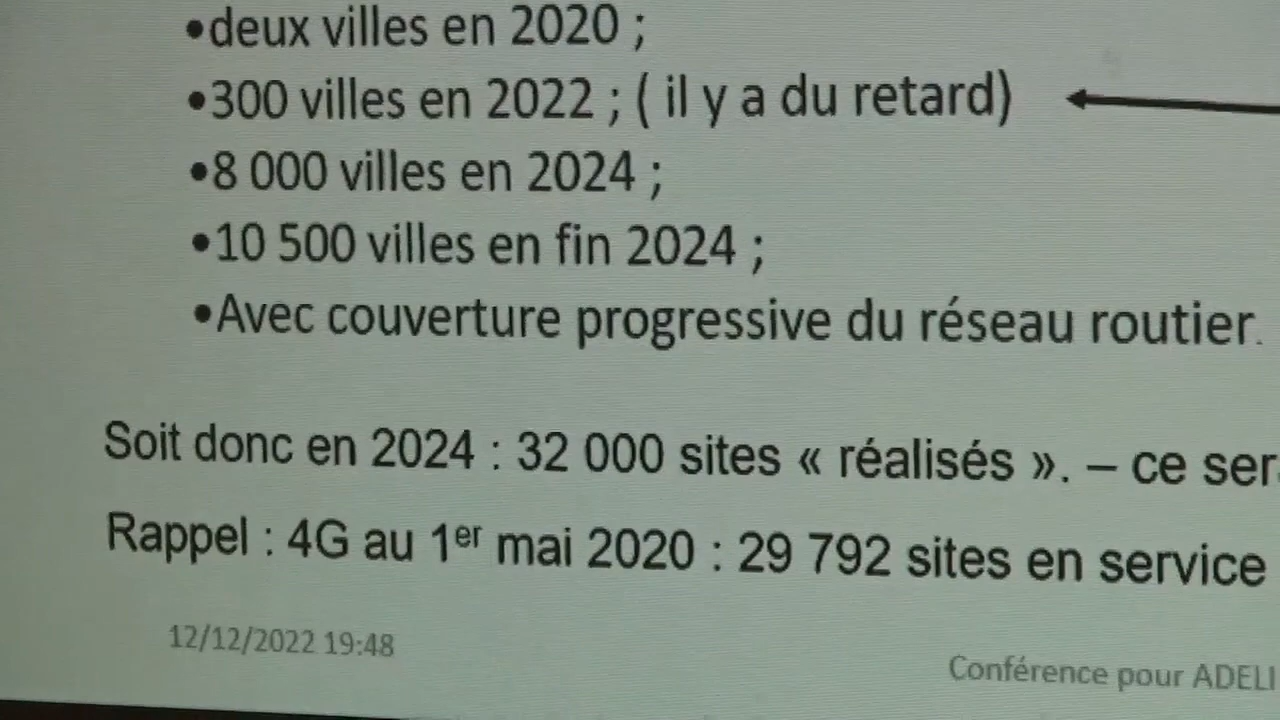 •deux villes en 2020 ;
•300 villes en 2022 ; ( il y a du retard)
•8 000 villes en 2024 ;
•10 500 villes en fin 2024 ;
•Avec couverture progressive du réseau routier.
Soit donc en 2024 : 32 000 sites « réalisés ». – ce
Rappel : 4G au 1er mai 2020 : 29 792 sites en service
12/12/2022 19:48
Conférence pour ADELI